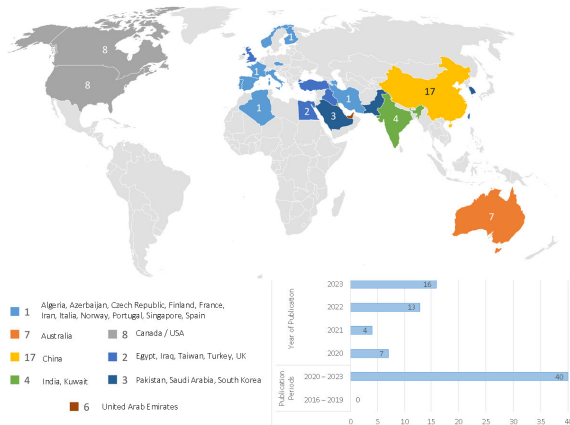 1
8
8
1
1
17
1
3
2
4
7
1 Algeria, Azerbaijan, Czech Republic, Finland, France,
Iran, Italia, Norway, Portugal, Singapore, Spain
7 Australia
8 Canada / USA
17 China
2 Egypt, Iraq, Taiwan, Turkey, UK
4 India, Kuwait
3 Pakistan, Saudi Arabia, South Korea
6 United Arab Emirates
Year of Publication
2023 16
2022 13
2021 4
2020 7
Publication
Periods
2020 – 2023 40
2016 – 2019 0
0 5 10 15 20 25 30 35 40